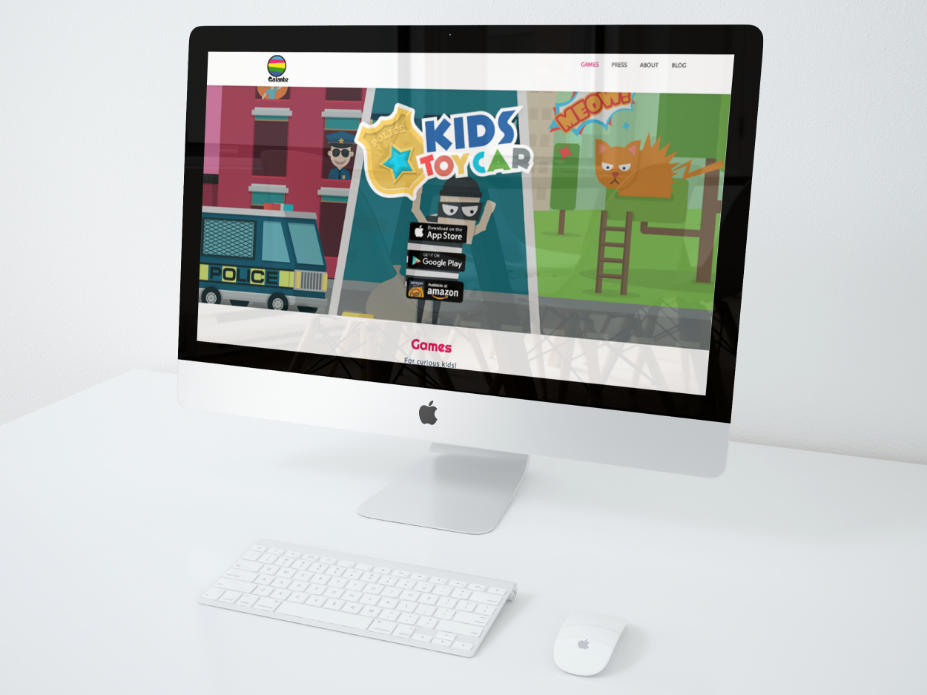 Galanke
GAMES PRESS ABOUT BLOG
POLICE
KIDS
TOY CAR
MEOW!
Download on the
App Store
GET IT ON
Google Play
Available at
amazon
POLICE
Games
For curious kids!